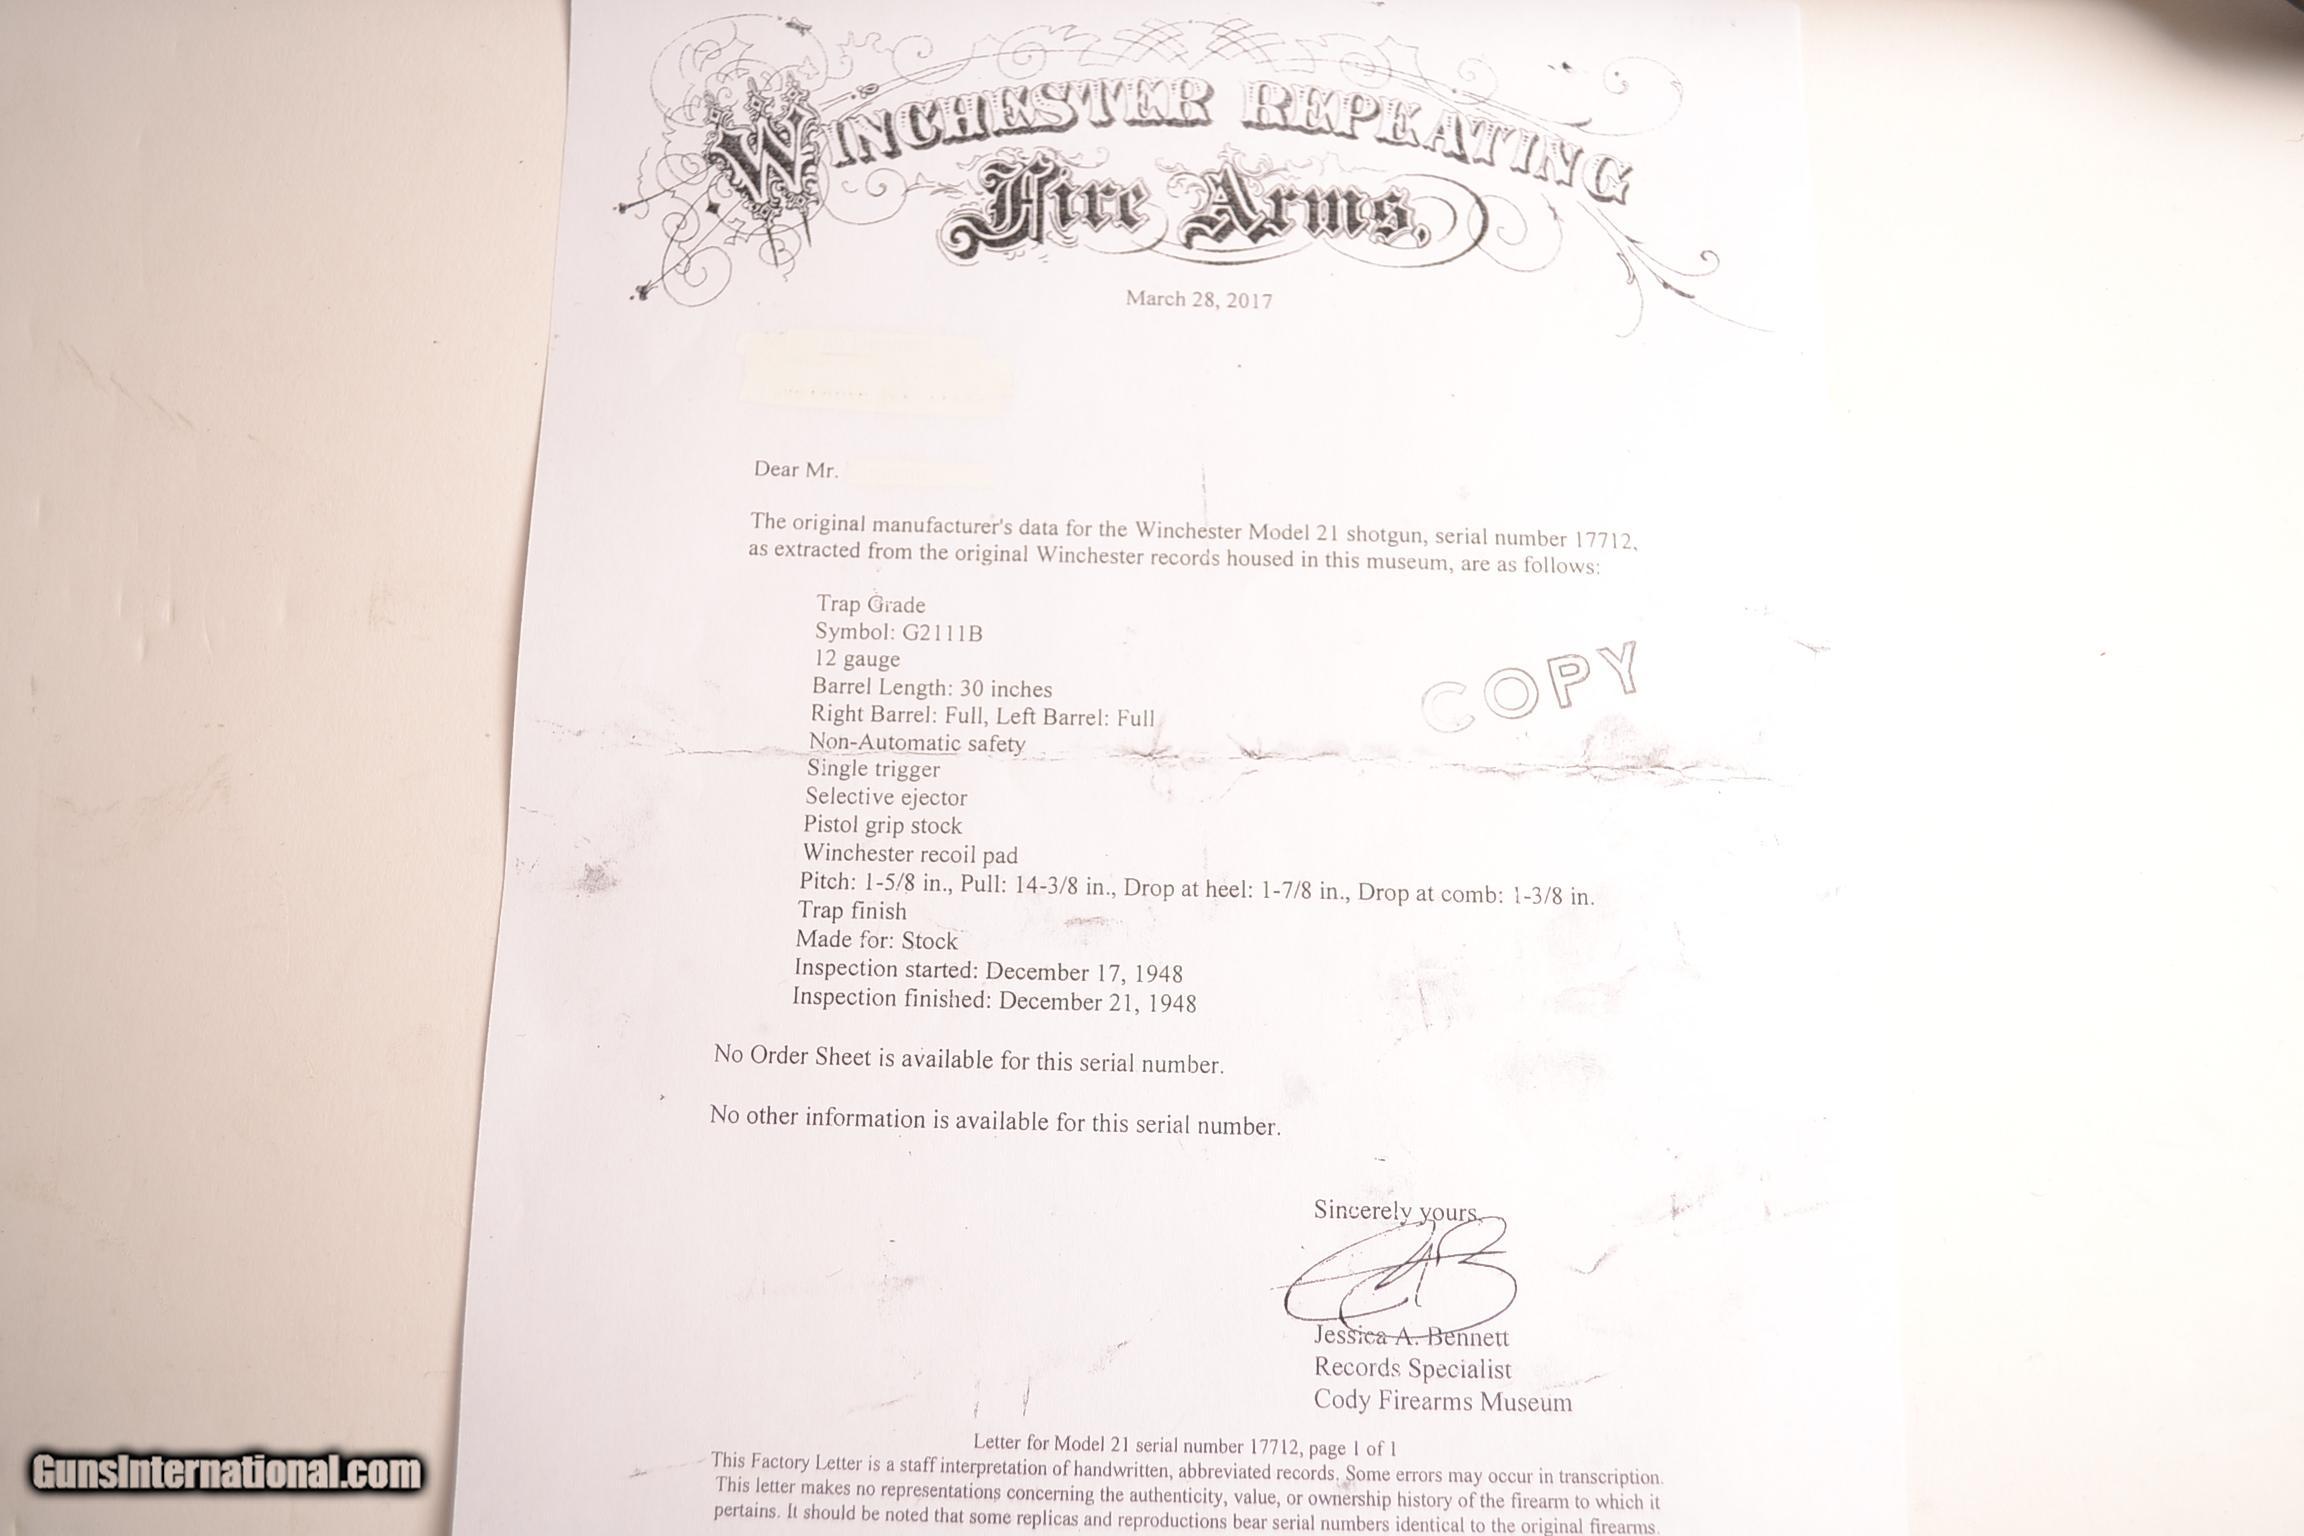 WINCHESTER REPEATING
Fire Arms,
March 28, 2017
Dear Mr.
The original manufacturer's data for the Winchester Model 21 shotgun, serial number 17712,
as extracted from the original Winchester records housed in this museum, are as follows:
Trap Grade
Symbol: G2111B
12 gauge
Barrel Length: 30 inches
Right Barrel: Full, Left Barrel: Full
Non-Automatic safety
COPY
Single trigger
Selective ejector
Pistol grip stock
Winchester recoil pad
Pitch: 1-5/8 in., Pull: 14-3/8 in., Drop at heel: 1-7/8 in., Drop at comb: 1-3/8 in.
Trap finish
Made for: Stock
Inspection started: December 17, 1948
Inspection finished: December 21, 1948
No Order Sheet is available for this serial number.
No other information is available for this serial number.
Sincerely yours,
Jessica A. Bennett
Records Specialist
Cody Firearms Museum
Letter for Model 21 serial number 17712, page 1 of 1
This Factory Letter is a staff interpretation of handwritten, abbreviated records. Some errors may occur in transcription.
This letter makes no representations concerning the authenticity, value, or ownership history of the firearm to which it
pertains. It should be noted that some replicas and reproductions bear serial numbers identical to the original firearms.
GunsInternational.com